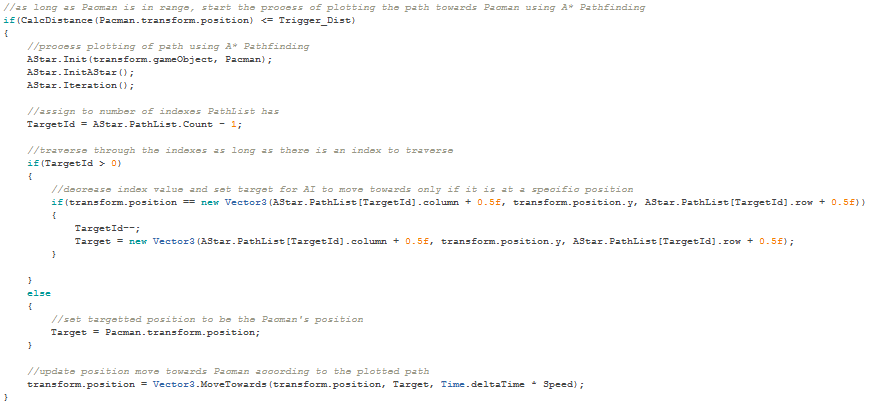 //as long as Pacman is in range, start the process of plotting the path towards Pacman using A* Pathfinding
if(CalcDistance(Pacman.transform.position) <= Trigger_Dist)
{
//process plotting of path using A* Pathfinding
AStar.Init(transform.gameObject, Pacman);
AStar.InitAStar();
AStar.Iteration();
//assign to number of indexes PathList has
TargetId = AStar.PathList.Count - 1;
//traverse through the indexes as long as there is an index to traverse
if(TargetId > 0)
{
//decrease index value and set target for AI to move towards only if it is at a specific position
if(transform.position == new Vector3(AStar.PathList[TargetId].column + 0.5f, transform.position.y, AStar.PathList[TargetId].row + 0.5f))
{
TargetId--;
Target = new Vector3(AStar.PathList[TargetId].column + 0.5f, transform.position.y, AStar.PathList[TargetId].row + 0.5f);
}
}
else
{
//set targetted position to be the Pacman's position
Target = Pacman.transform.position;
}
//update position move towards Pacman according to the plotted path
transform.position = Vector3.MoveTowards(transform.position, Target, Time.deltaTime * Speed);
}